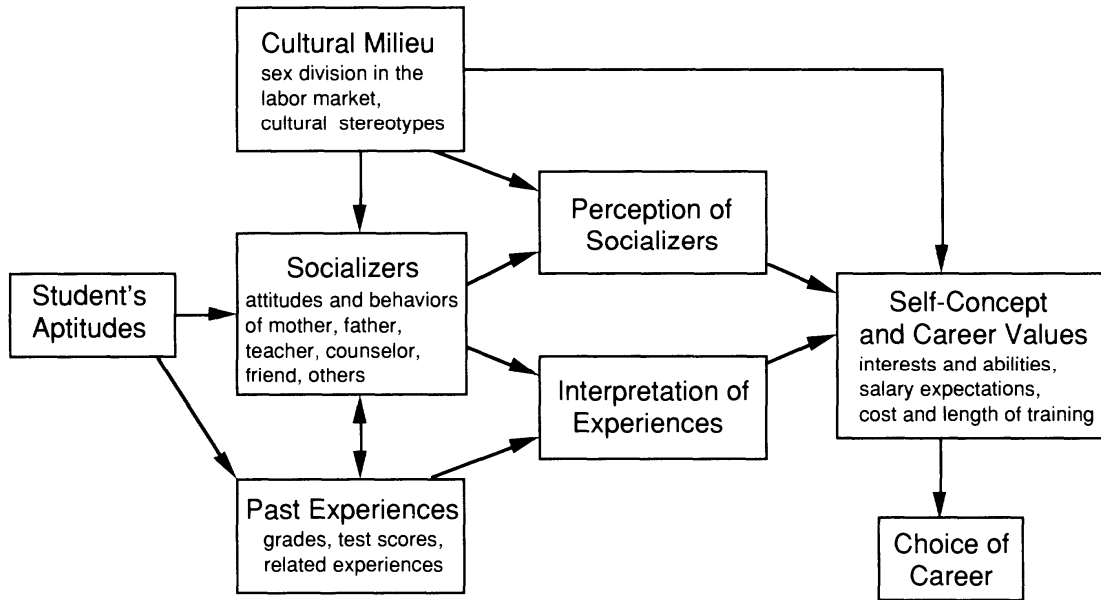 Cultural Milieu
sex division in the
labor market,
cultural stereotypes
Perception of
Socializers
Student's
Aptitudes
Socializers
attitudes and behaviors
of mother, father,
teacher, counselor,
friend, others
Self-Concept
and Career Values
interests and abilities,
salary expectations,
cost and length of training
Interpretation of
Experiences
Past Experiences
grades, test scores,
related experiences
Choice of
Career